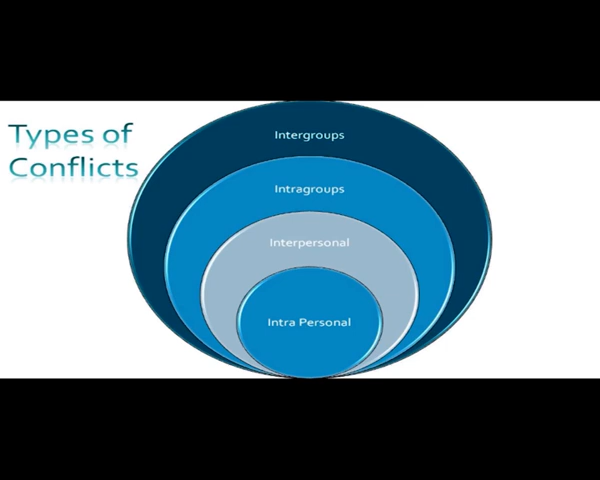 Types of
Conflicts
Intergroups
Intragroups
Interpersonal
Intra Personal